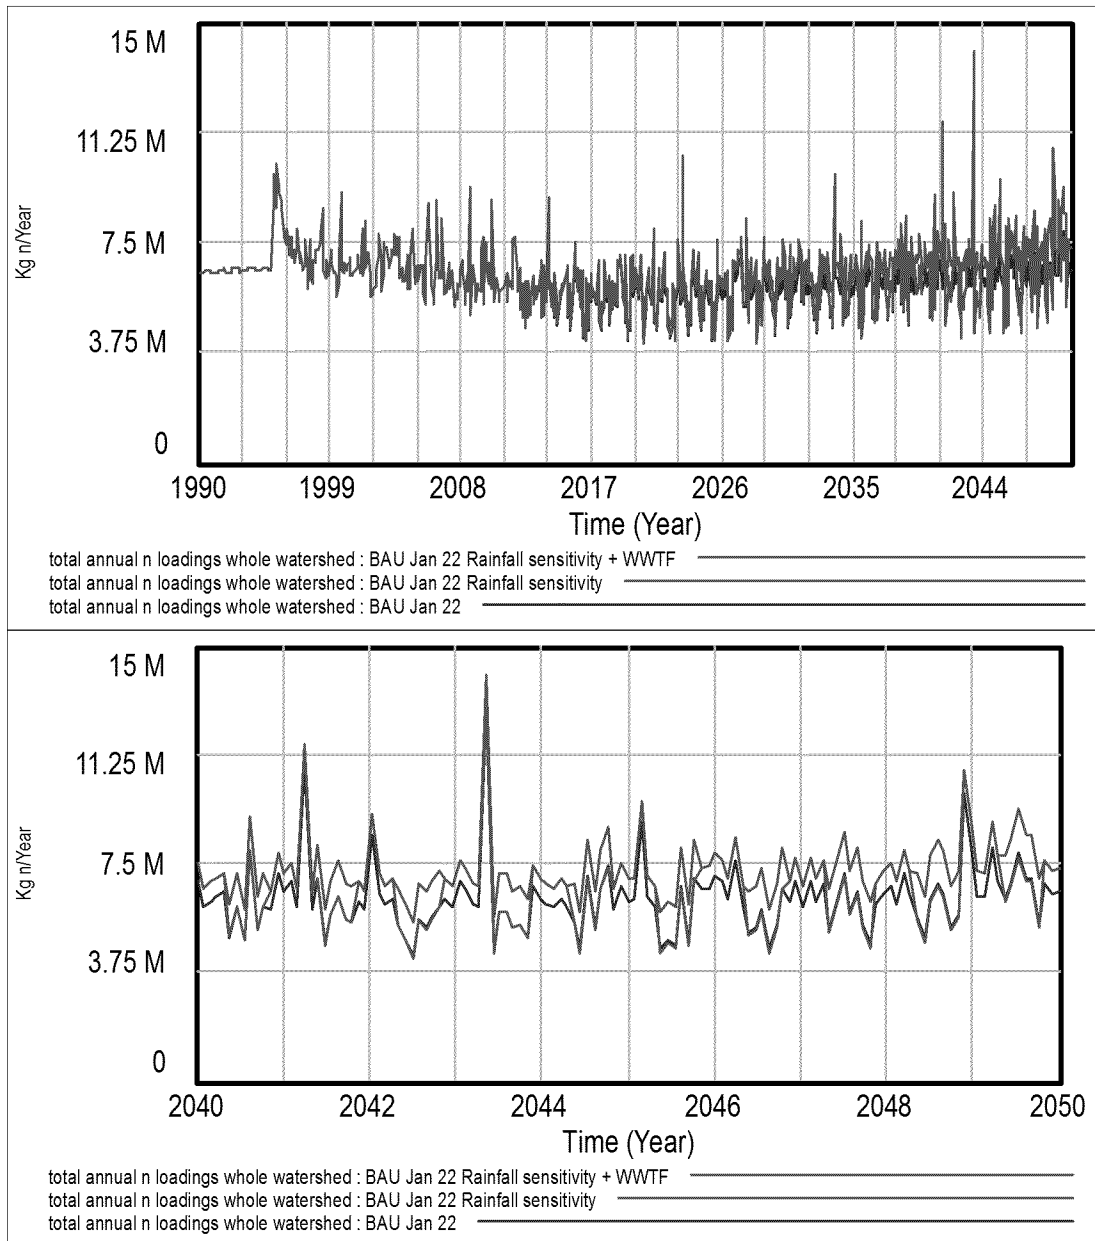 15 M
11.25 M
7.5 M
3.75 M
0
Kg n/Year
1990 1999 2008 2017 2026 2035 2044
Time (Year)
total annual n loadings whole watershed : BAU Jan 22 Rainfall sensitivity + WWTF
total annual n loadings whole watershed : BAU Jan 22 Rainfall sensitivity
total annual n loadings whole watershed : BAU Jan 22
15 M
11.25 M
7.5 M
3.75 M
0
Kg n/Year
2040 2042 2044 2046 2048 2050
Time (Year)
total annual n loadings whole watershed : BAU Jan 22 Rainfall sensitivity + WWTF
total annual n loadings whole watershed : BAU Jan 22 Rainfall sensitivity
total annual n loadings whole watershed : BAU Jan 22